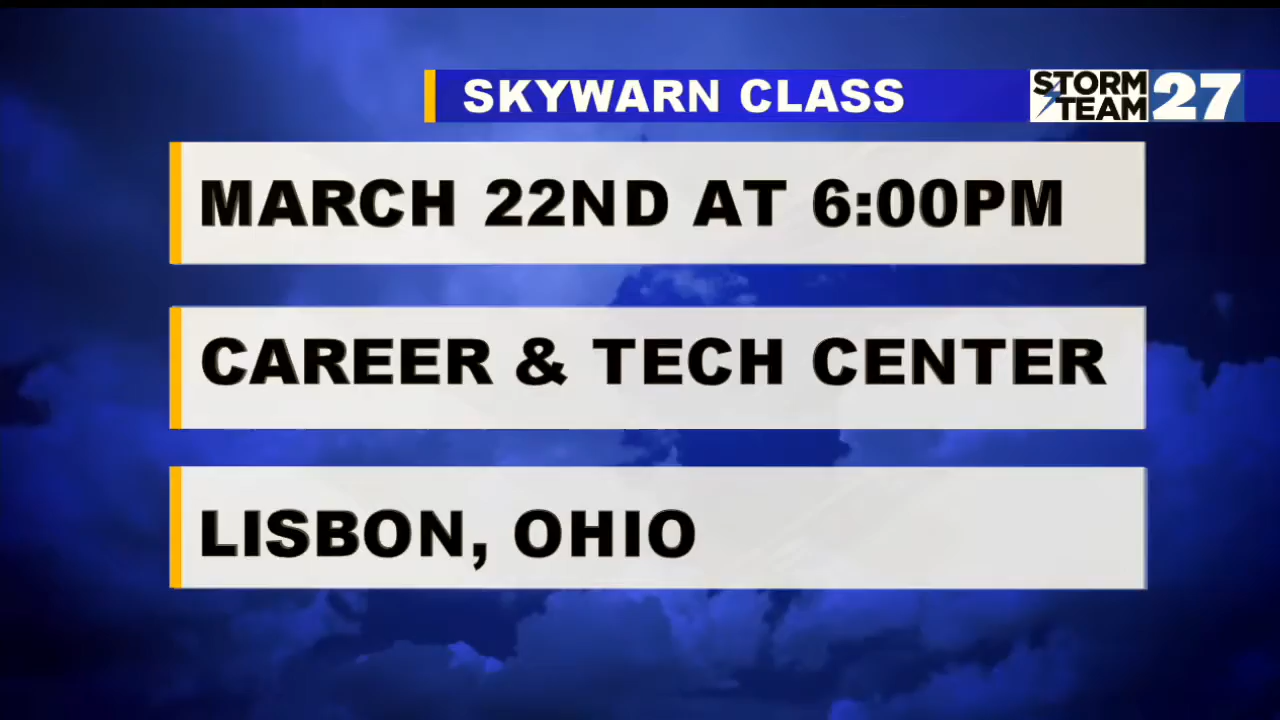 SKYWARN CLASS
STORM TEAM 27
MARCH 22ND AT 6:00PM
CAREER & TECH CENTER
LISBON, OHIO